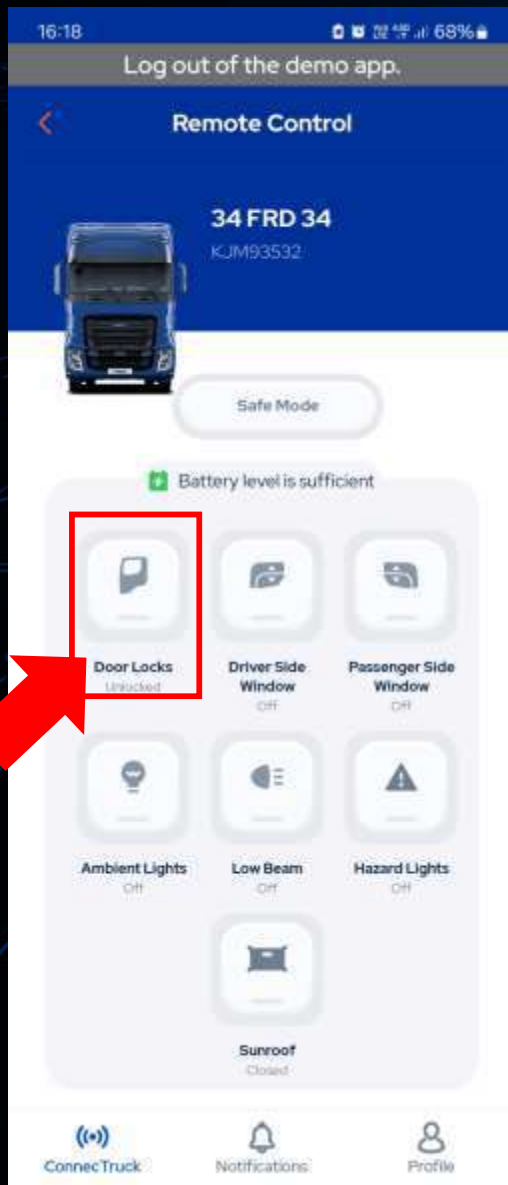 16:18
68%
Log out of the demo app.
Remote Control
34 FRD 34
KJM93532
Safe Mode
Battery level is sufficient
Door Locks
Unlocked
Driver Side
Window
Off
Passenger Side
Window
Off
Ambient Lights
Off
Low Beam
Off
Hazard Lights
Off
Sunroof
Closed
ConnecTruck
Notifications
Profile